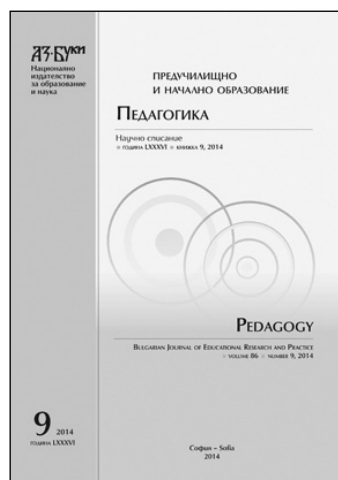 АЗ·БУКИ
Национално
издателство
за образование
и наука
ПРЕДУЧИЛИЩНО
И НАЧАЛНО ОБРАЗОВАНИЕ
ПЕДАГОГИКА
Научно списание
ГОДИНА LXXXVI КНИЖКА 9, 2014
PEDAGOGY
BULGARIAN JOURNAL OF EDUCATIONAL RESEARCH AND PRACTICE
VOLUME 86 NUMBER 9, 2014
9 2014
ГОДИНА LXXXVI
София – Sofia
2014